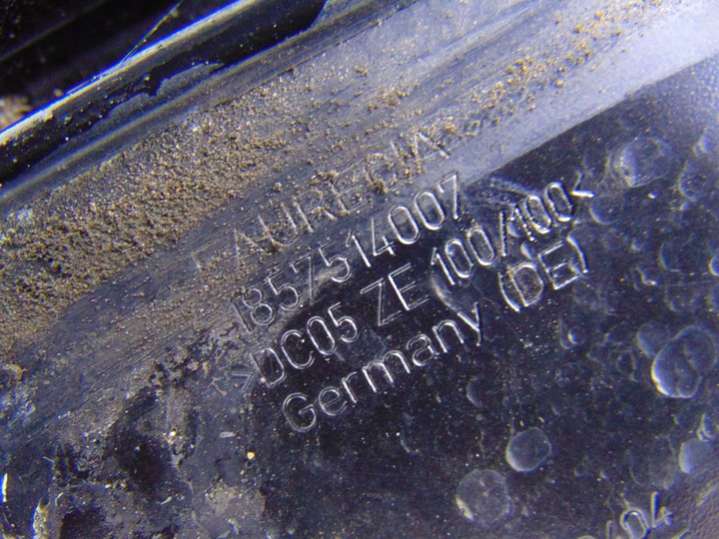 FAURECIA
1857514007
>DC05 ZE 100/100<
Germany (DE)